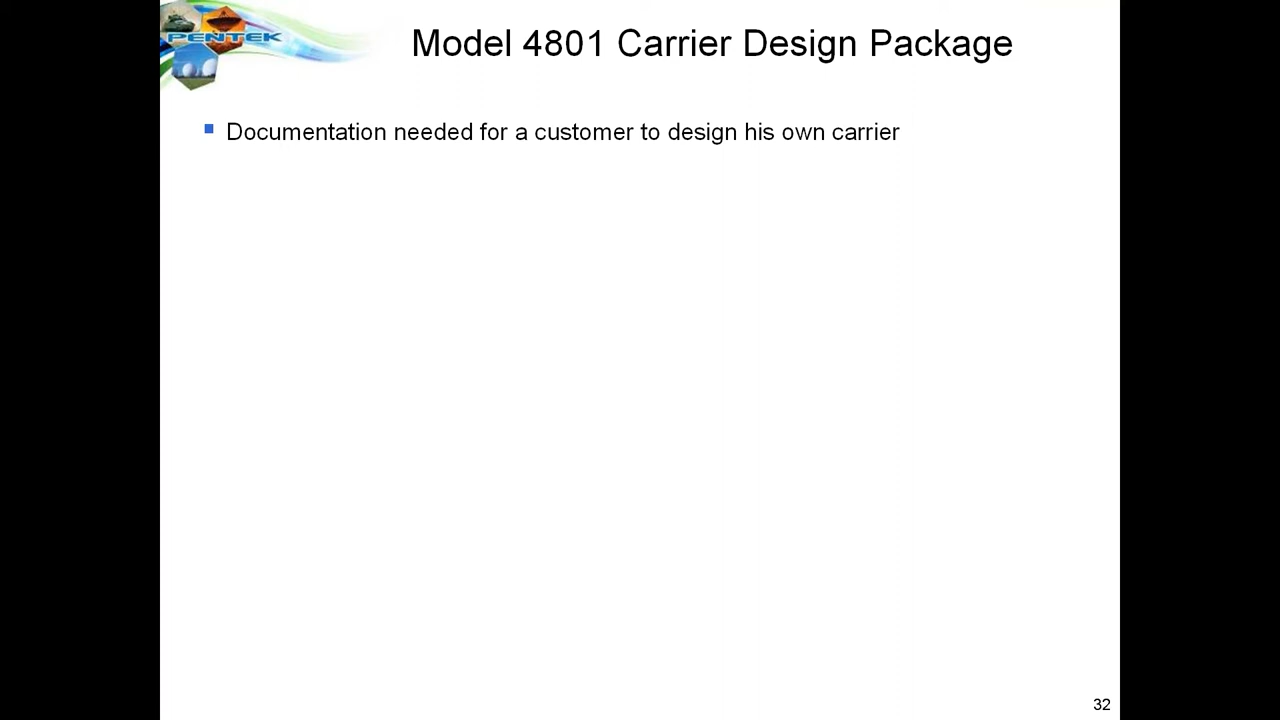 PENTEK
Model 4801 Carrier Design Package
Documentation needed for a customer to design his own carrier
32